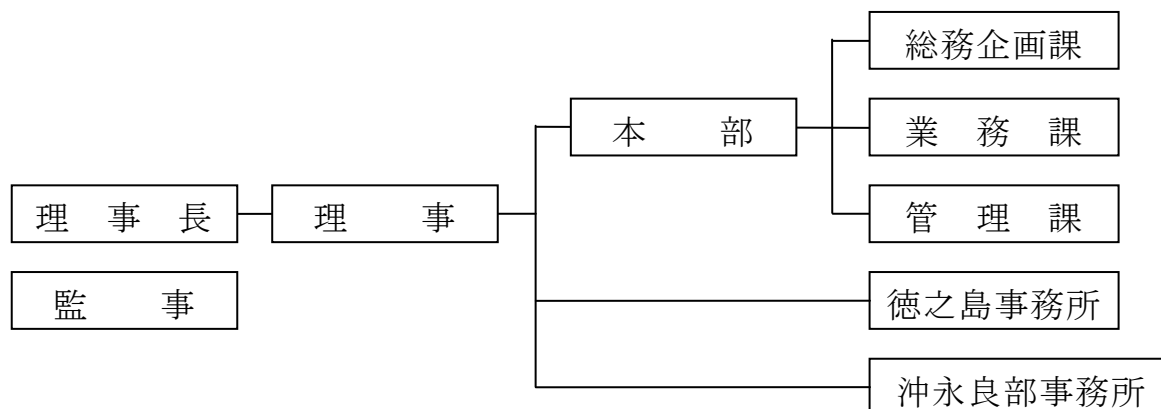 総務企画課
本 部
業 務 課
理 事 長
理 事
管 理 課
監 事
徳之島事務所
沖永良部事務所